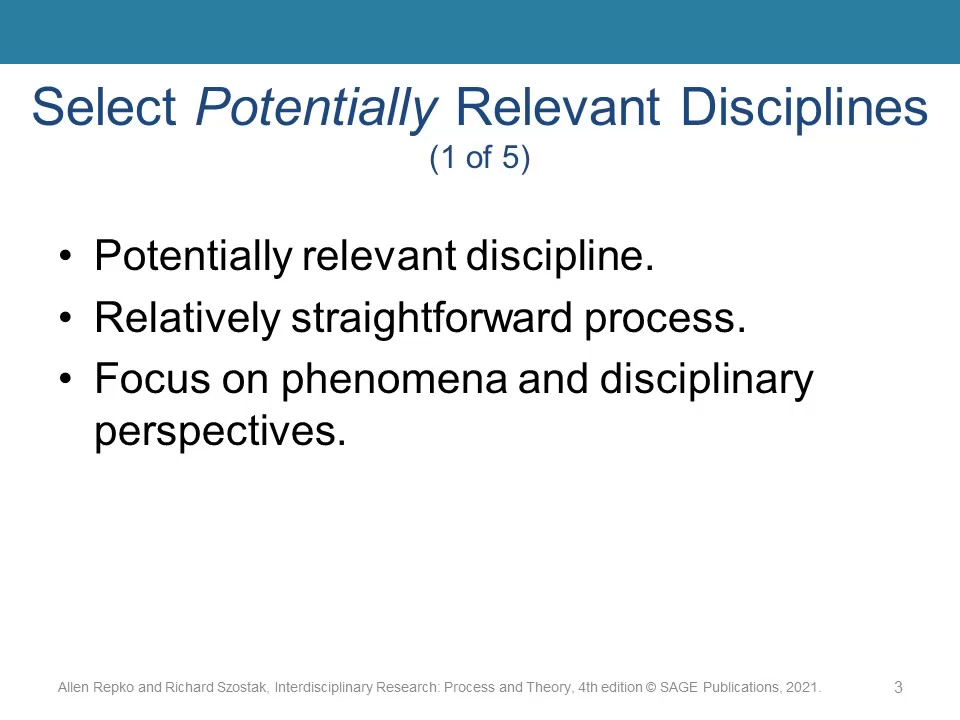 Select Potentially Relevant Disciplines
(1 of 5)
• Potentially relevant discipline.
• Relatively straightforward process.
• Focus on phenomena and disciplinary
perspectives.
Allen Repko and Richard Szostak, Interdisciplinary Research: Process and Theory, 4th edition © SAGE Publications, 2021.
3